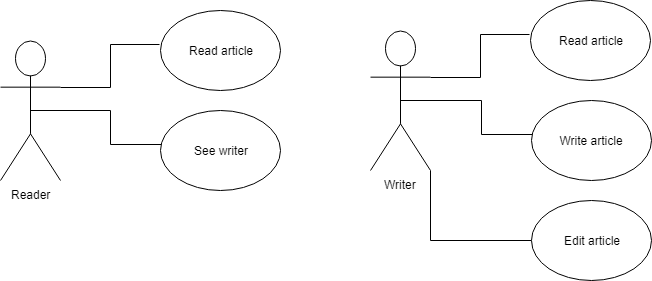 Read article
See writer
Reader
Read article
Write article
Writer
Edit article